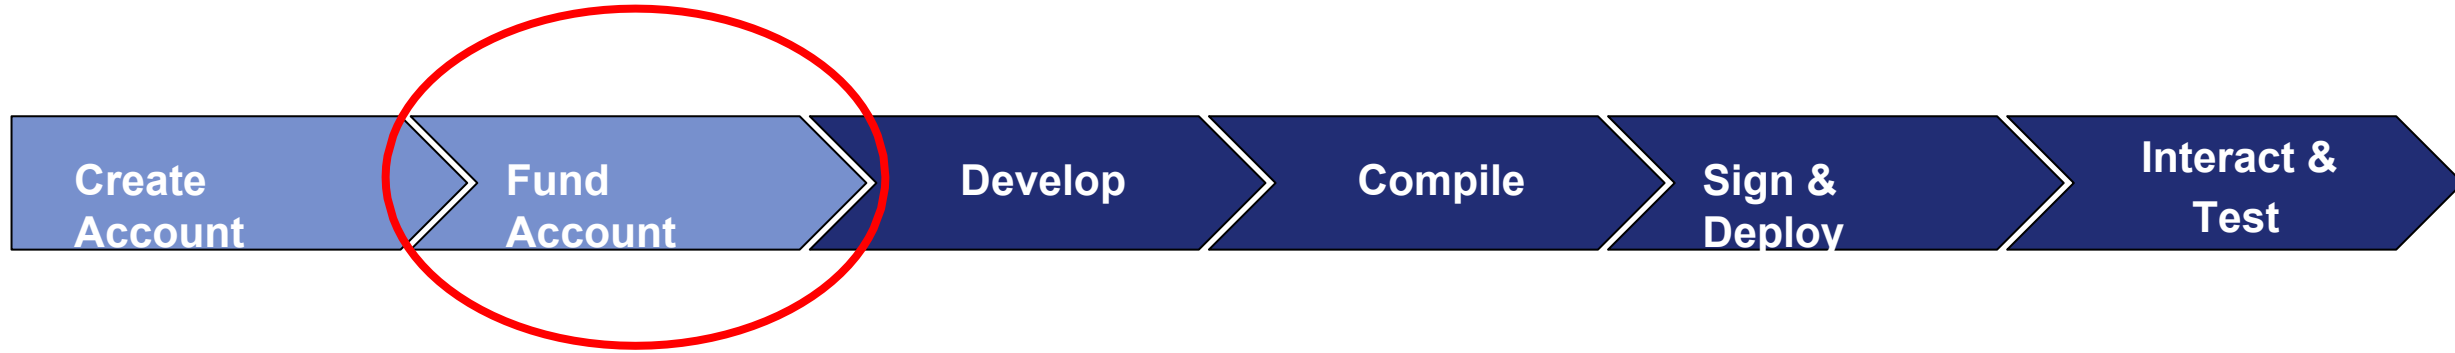 Create
Account
Fund
Account
Develop
Compile
Sign &
Deploy
Interact &
Test